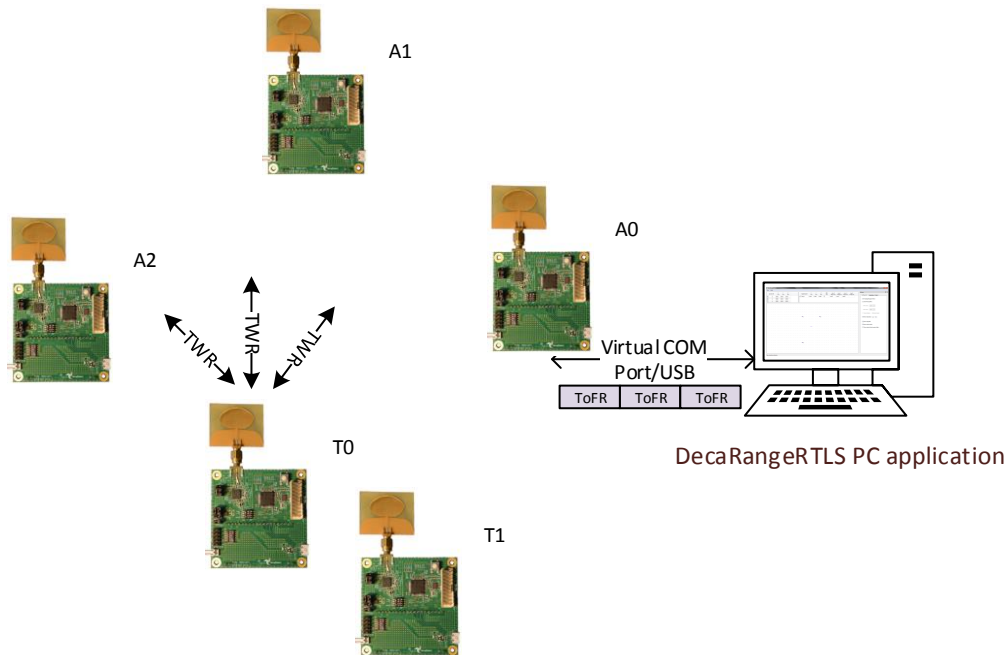 A1
A0
A2
TWR
TWR
TWR
Virtual COM
Port/USB
ToFR ToFR ToFR
T0
DecaRangeRTLS PC application
T1